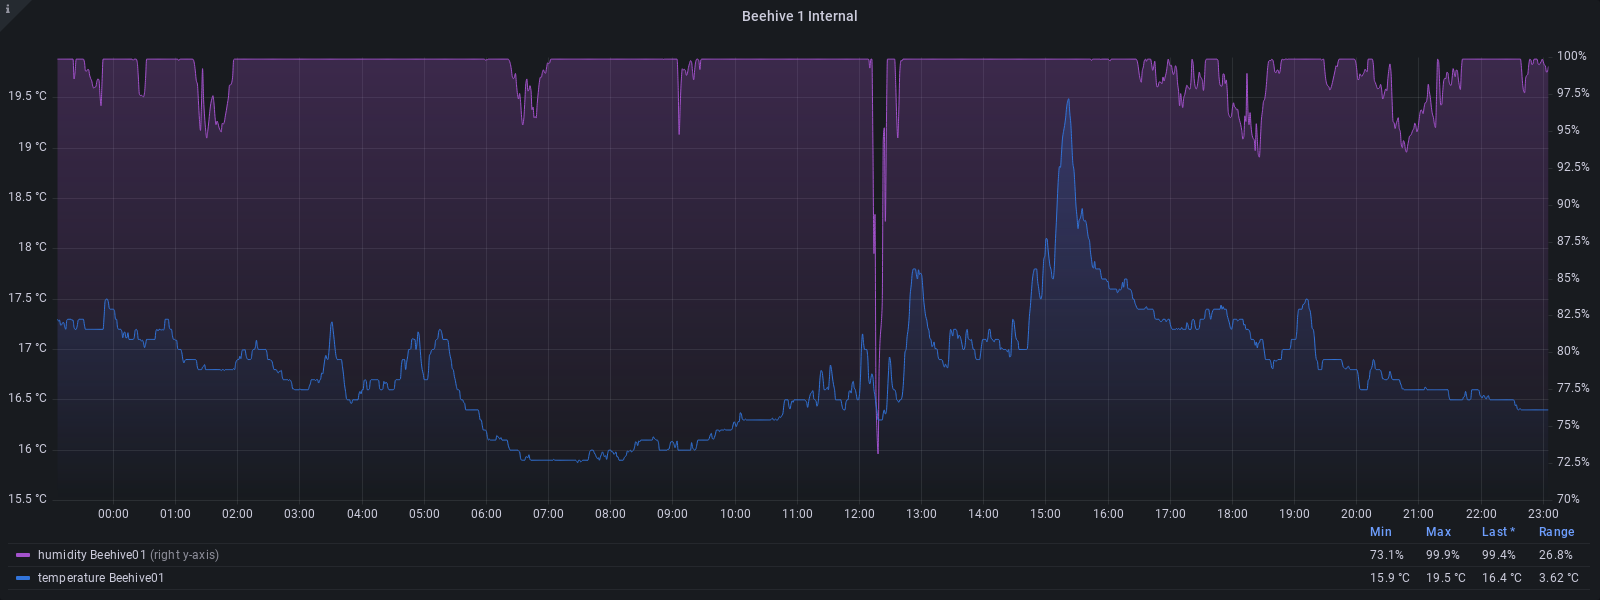 i
Beehive 1 Internal
100%
19.5 °C 97.5%
95%
19 °C
92.5%
18.5 °C
90%
18 °C 87.5%
85%
17.5 °C
82.5%
17 °C 80%
77.5%
16.5 °C
75%
16 °C
72.5%
15.5 °C 70%
00:00 01:00 02:00 03:00 04:00 05:00 06:00 07:00 08:00 09:00 10:00 11:00 12:00 13:00 14:00 15:00 16:00 17:00 18:00 19:00 20:00 21:00 22:00 23:00
Min Max Last * Range
humidity Beehive01 (right y-axis) 73.1% 99.9% 99.4% 26.8%
temperature Beehive01 15.9 °C 19.5 °C 16.4 °C 3.62 °C